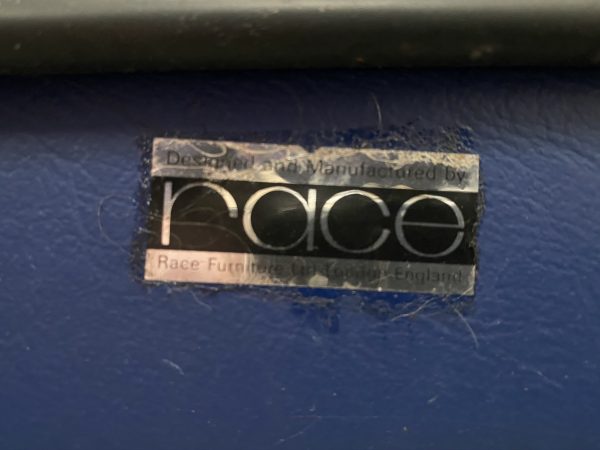 Designed and Manufactured by
race
Race Furniture Ltd London England